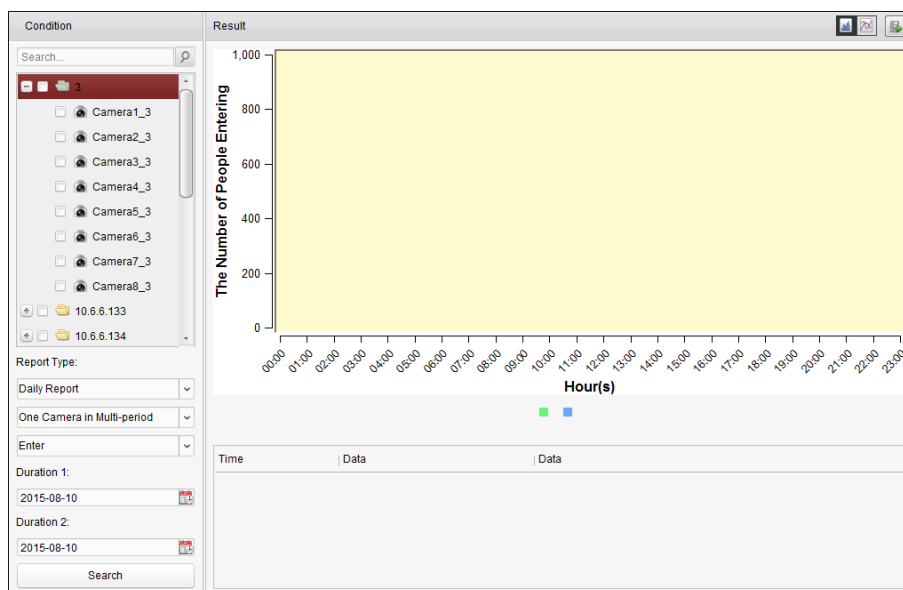 Condition
Search...
3
Camera1_3
Camera2_3
Camera3_3
Camera4_3
Camera5_3
Camera6_3
Camera7_3
Camera8_3
10.6.6.133
10.6.6.134
Report Type:
Daily Report
One Camera in Multi-period
Enter
Duration 1:
2015-08-10
Duration 2:
2015-08-10
Search
Result
The Number of People Entering
1,000
800
600
400
200
0
00:00 01:00 02:00 03:00 04:00 05:00 06:00 07:00 08:00 09:00 10:00 11:00 12:00 13:00 14:00 15:00 16:00 17:00 18:00 19:00 20:00 21:00 22:00 23:00
Hour(s)
Time Data Data